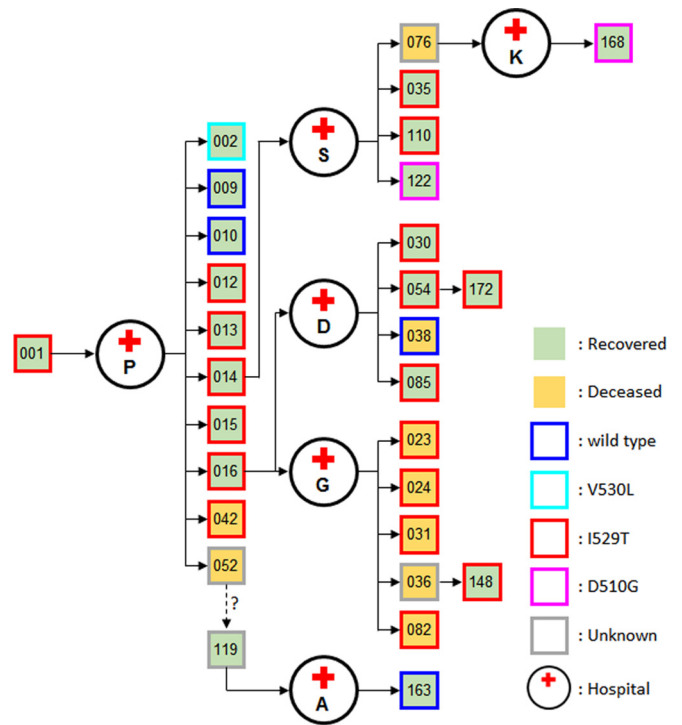 076
K
168
035
110
S
122
002
009
010
012
013
014
015
016
042
052
?
119
001
P
030
054
172
D
038
085
023
024
G
031
036
148
082
A
163
: Recovered
: Deceased
: wild type
: V530L
: I529T
: D510G
: Unknown
: Hospital